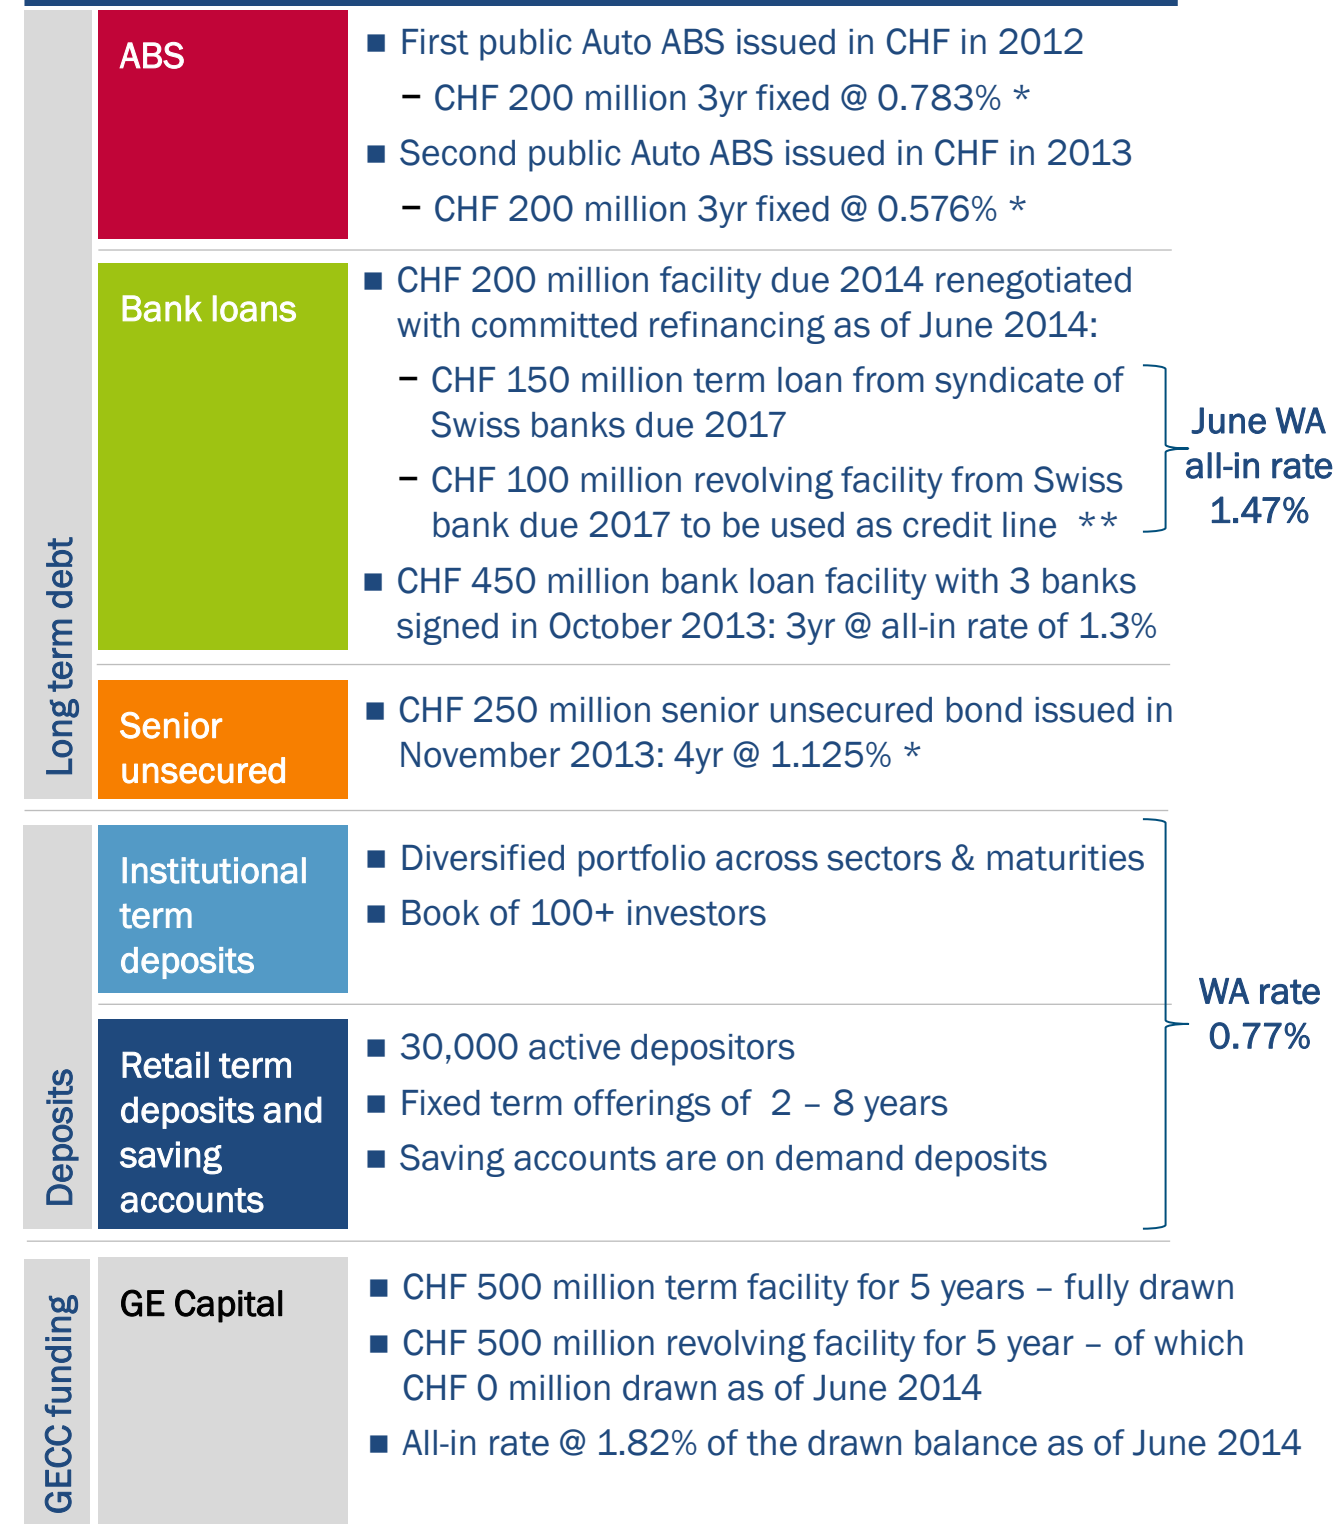 Long term debt
ABS
■ First public Auto ABS issued in CHF in 2012
– CHF 200 million 3yr fixed @ 0.783% *
■ Second public Auto ABS issued in CHF in 2013
– CHF 200 million 3yr fixed @ 0.576% *
Bank loans
■ CHF 200 million facility due 2014 renegotiated
with committed refinancing as of June 2014:
– CHF 150 million term loan from syndicate of
Swiss banks due 2017
– CHF 100 million revolving facility from Swiss
bank due 2017 to be used as credit line **
June WA
all-in rate
1.47%
■ CHF 450 million bank loan facility with 3 banks
signed in October 2013: 3yr @ all-in rate of 1.3%
Senior
unsecured
■ CHF 250 million senior unsecured bond issued in
November 2013: 4yr @ 1.125% *
Deposits
Institutional
term
deposits
■ Diversified portfolio across sectors & maturities
■ Book of 100+ investors
WA rate
0.77%
Retail term
deposits and
saving
accounts
■ 30,000 active depositors
■ Fixed term offerings of 2 – 8 years
■ Saving accounts are on demand deposits
GECC funding
GE Capital
■ CHF 500 million term facility for 5 years – fully drawn
■ CHF 500 million revolving facility for 5 year – of which
CHF 0 million drawn as of June 2014
■ All-in rate @ 1.82% of the drawn balance as of June 2014